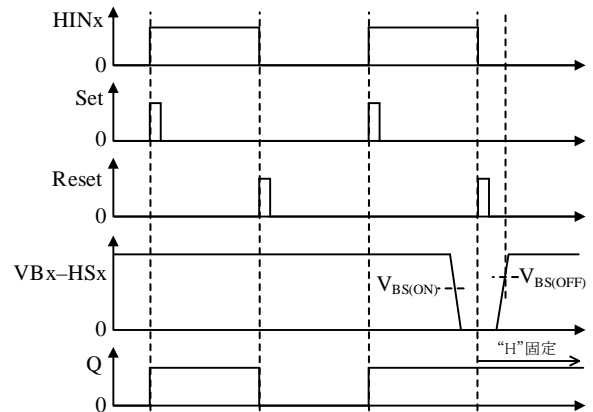 HINx
0
Set
0
Reset
0
VBx–HSx
V_BS(ON)
V_BS(OFF)
0
"H"固定
Q
0